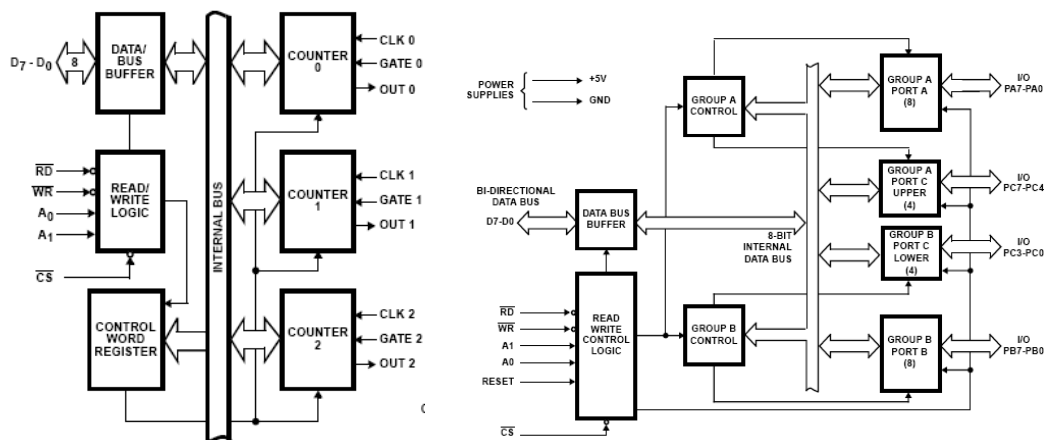 D7 - D0
8
DATA/
BUS
BUFFER
RD
WR
A0
A1
CS
READ/
WRITE
LOGIC
CONTROL
WORD
REGISTER
INTERNAL BUS
COUNTER
0
CLK 0
GATE 0
OUT 0
COUNTER
1
CLK 1
GATE 1
OUT 1
COUNTER
2
CLK 2
GATE 2
OUT 2
POWER
SUPPLIES
+5V
GND
BI-DIRECTIONAL
DATA BUS
D7-D0
DATA BUS
BUFFER
RD
WR
A1
A0
RESET
CS
READ
WRITE
CONTROL
LOGIC
GROUP A
CONTROL
GROUP B
CONTROL
8-BIT
INTERNAL
DATA BUS
GROUP A
PORT A
(8)
I/O
PA7-PA0
GROUP A
PORT C
UPPER
(4)
I/O
PC7-PC4
GROUP B
PORT C
LOWER
(4)
I/O
PC3-PC0
GROUP B
PORT B
(8)
I/O
PB7-PB0